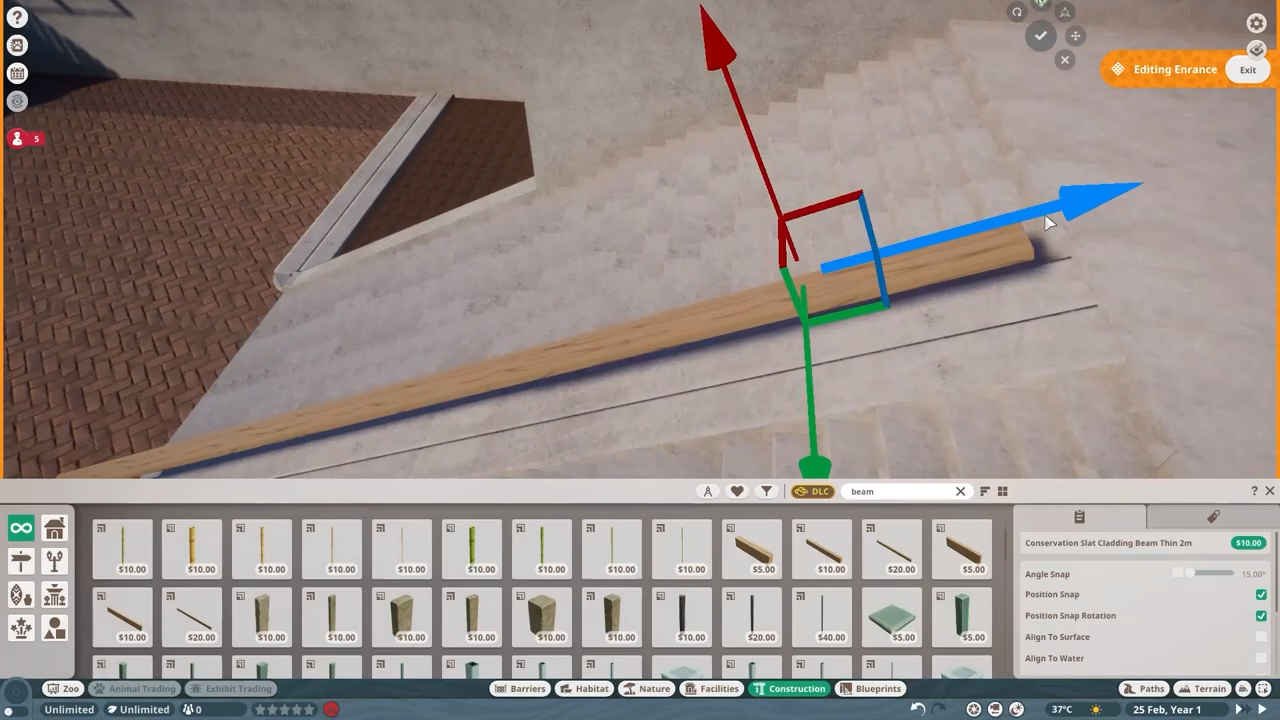 ?
Editing Enrance Exit
5
DLC beam ? ×
$10.00 $10.00 $10.00 $10.00 $10.00 $10.00 $10.00 $10.00 $10.00 $5.00 $10.00 $20.00 $5.00
$10.00 $20.00 $10.00 $10.00 $10.00 $10.00 $10.00 $10.00 $10.00 $20.00 $40.00 $5.00 $5.00
Conservation Slat Cladding Beam Thin 2m $10.00
Angle Snap 15.00°
Position Snap
Position Snap Rotation
Align To Surface
Align To Water
Zoo Animal Trading Exhibit Trading Barriers Habitat Nature Facilities Construction Blueprints Paths Terrain
Unlimited Unlimited 0 37°C 25 Feb, Year 1